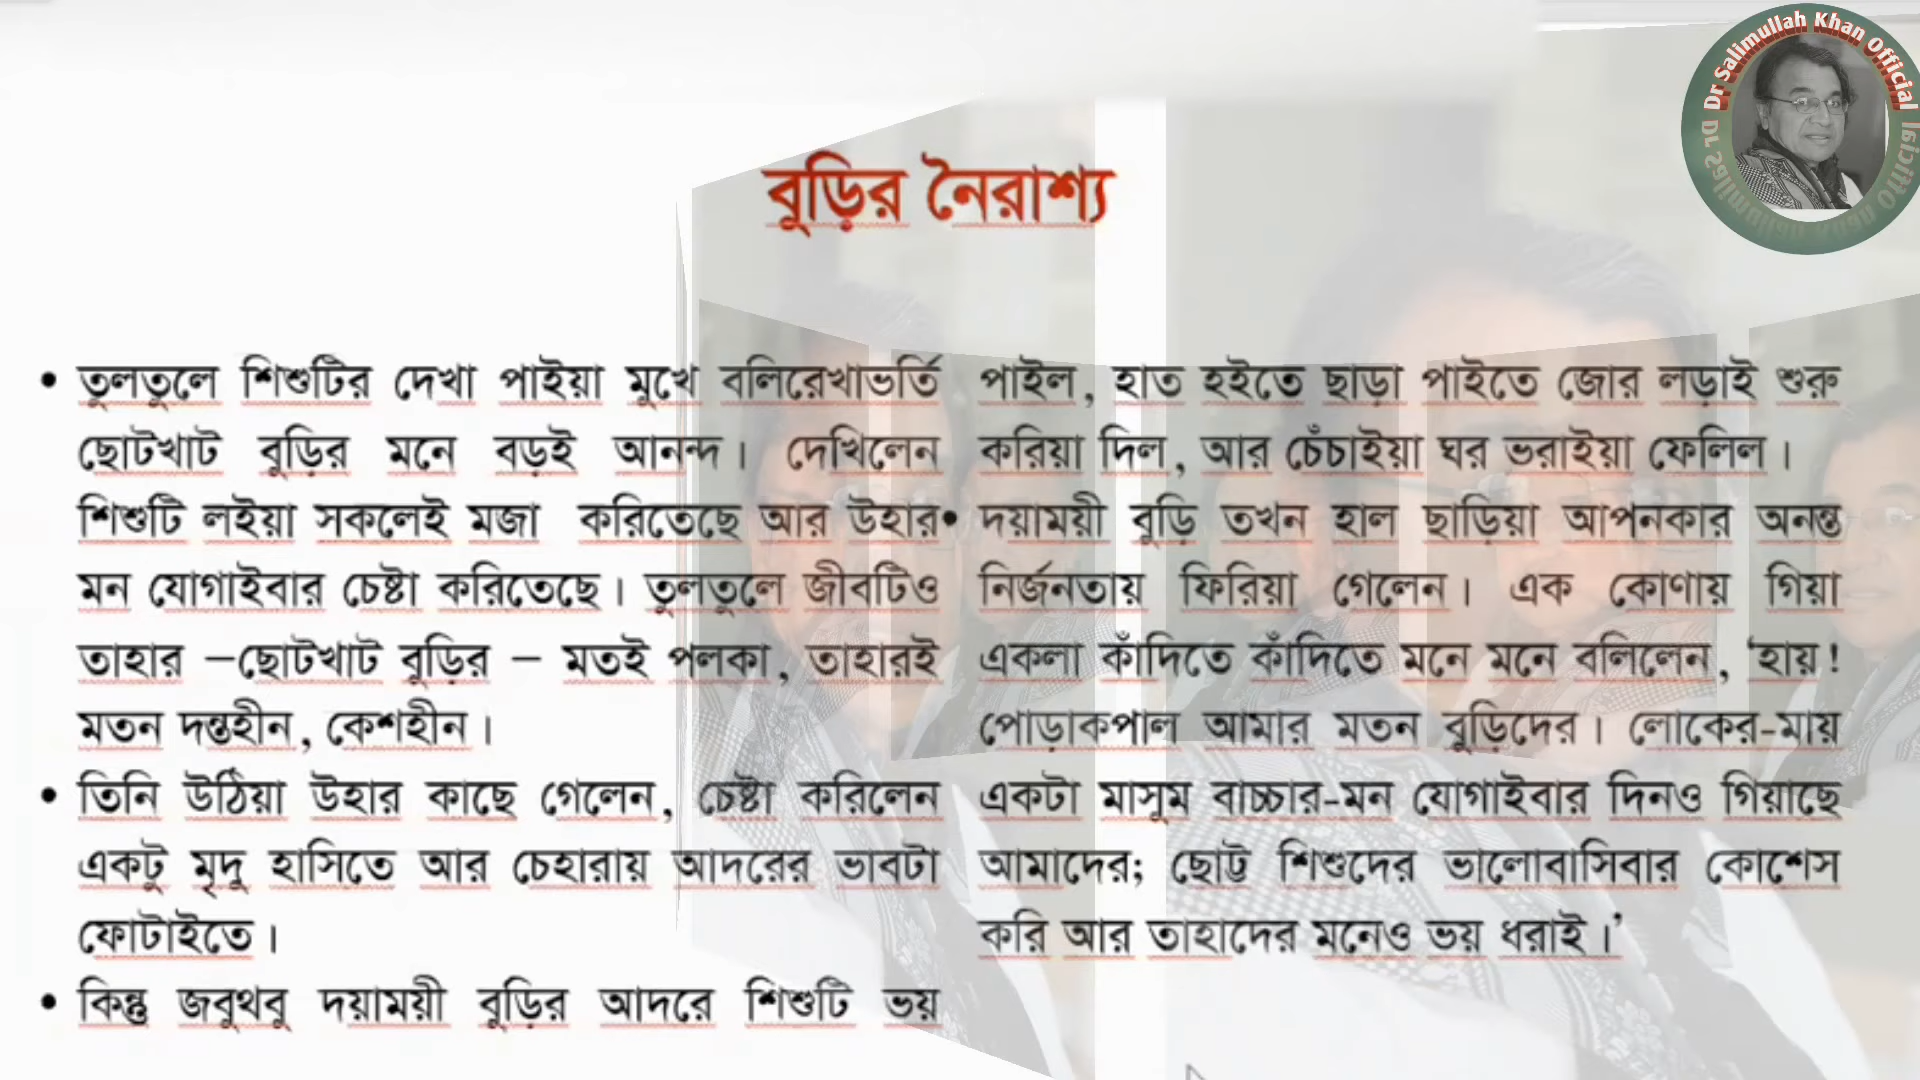 Dr Salimullah Khan Official
বুড়ির নৈরাশ্য
• তুলতুলে শিশুটির দেখা পাইয়া মুখে বলিরেখাভর্তি
ছোটখাট বুড়ির মনে বড়ই আনন্দ। দেখিলেন
শিশুটি লইয়া সকলেই মজা করিতেছে আর উহার
মন যোগাইবার চেষ্টা করিতেছে। তুলতুলে জীবটিও
তাহার –ছোটখাট বুড়ির – মতই পলকা, তাহারই
মতন দন্তহীন, কেশহীন।
• তিনি উঠিয়া উহার কাছে গেলেন, চেষ্টা করিলেন
একটু মৃদু হাসিতে আর চেহারায় আদরের ভাবটা
ফোটাইতে।
• কিন্তু জবুথবু দয়াময়ী বুড়ির আদরে শিশুটি ভয়
পাইল, হাত হইতে ছাড়া পাইতে জোর লড়াই শুরু
করিয়া দিল, আর চেঁচাইয়া ঘর ভরাইয়া ফেলিল।
• দয়াময়ী বুড়ি তখন হাল ছাড়িয়া আপনকার অনন্ত
নির্জনতায় ফিরিয়া গেলেন। এক কোণায় গিয়া
একলা কাঁদিতে কাঁদিতে মনে মনে বলিলেন, ‘হায়!
পোড়াকপাল আমার মতন বুড়িদের। লোকের-মায়
একটা মাসুম বাচ্চার-মন যোগাইবার দিনও গিয়াছে
আমাদের; ছোট্ট শিশুদের ভালোবাসিবার কোশেস
করি আর তাহাদের মনেও ভয় ধরাই।’